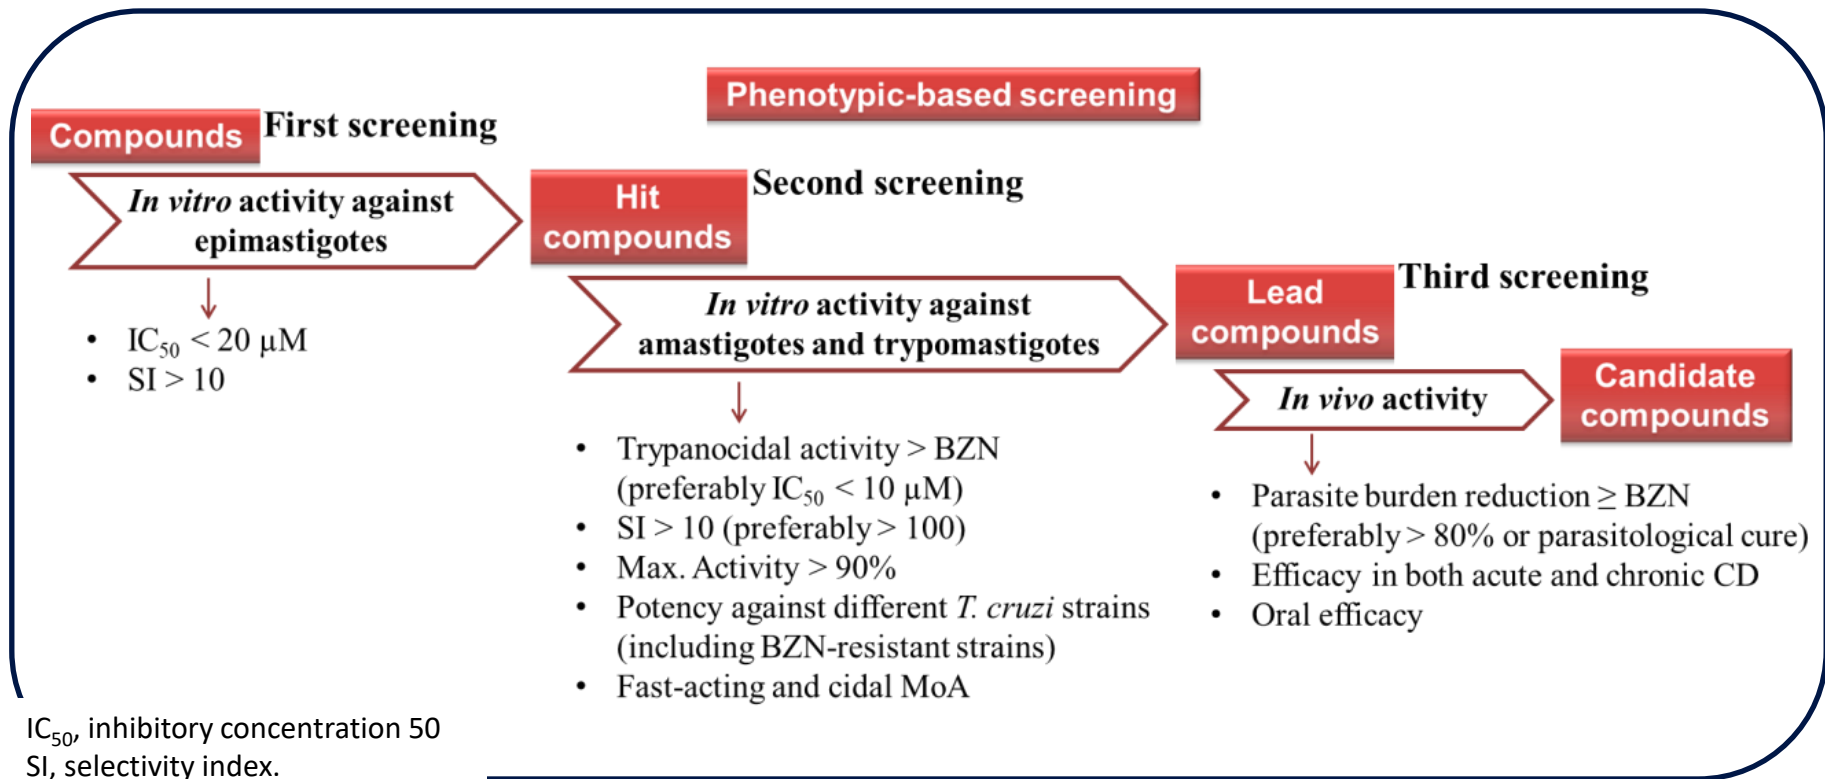 Phenotypic-based screening
Compounds
First screening
In vitro activity against
epimastigotes
• IC50 < 20 µM
• SI > 10
Hit
compounds
Second screening
In vitro activity against
amastigotes and trypomastigotes
• Trypanocidal activity > BZN
(preferably IC50 < 10 µM)
• SI > 10 (preferably > 100)
• Max. Activity > 90%
• Potency against different T. cruzi strains
(including BZN-resistant strains)
• Fast-acting and cidal MoA
Lead
compounds
Third screening
In vivo activity
Candidate
compounds
• Parasite burden reduction ≥ BZN
(preferably > 80% or parasitological cure)
• Efficacy in both acute and chronic CD
• Oral efficacy
IC50, inhibitory concentration 50
SI, selectivity index.